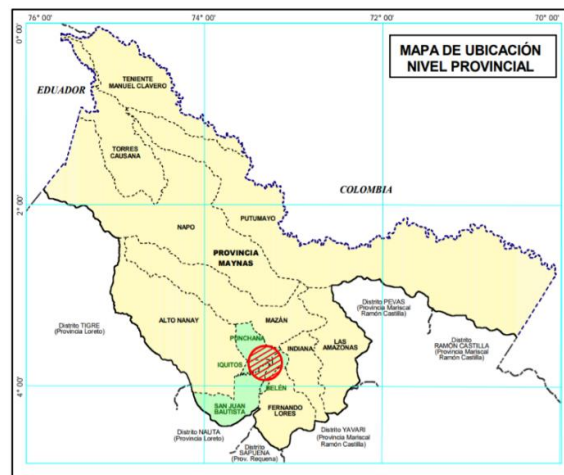 76° 00'
74° 00'
72° 00'
70° 00'
0° 00'
MAPA DE UBICACIÓN
NIVEL PROVINCIAL
TENIENTE
MANUEL CLAVERO
EDUADOR
TORRES
CAUSANA
COLOMBIA
2° 00'
PUTUMAYO
NAPO
PROVINCIA
MAYNAS
Distrito PEVAS
(Provincia Mariscal
Ramón Castilla)
Distrito TIGRE
(Provincia Loreto)
ALTO NANAY
MAZÁN
PUNCHANA
INDIANA
LAS
AMAZONAS
Distrito
RAMÓN CASTILLA
(Provincia Mariscal
Ramón Castilla)
IQUITOS
4° 00'
BELÉN
SAN JUAN
BAUTISTA
FERNANDO
LORES
Distrito NAUTA
(Provincia Loreto)
Distrito YAVARI
(Provincia Mariscal
Ramón Castilla)
Distrito
SAPUENA
(Prov. Requena)